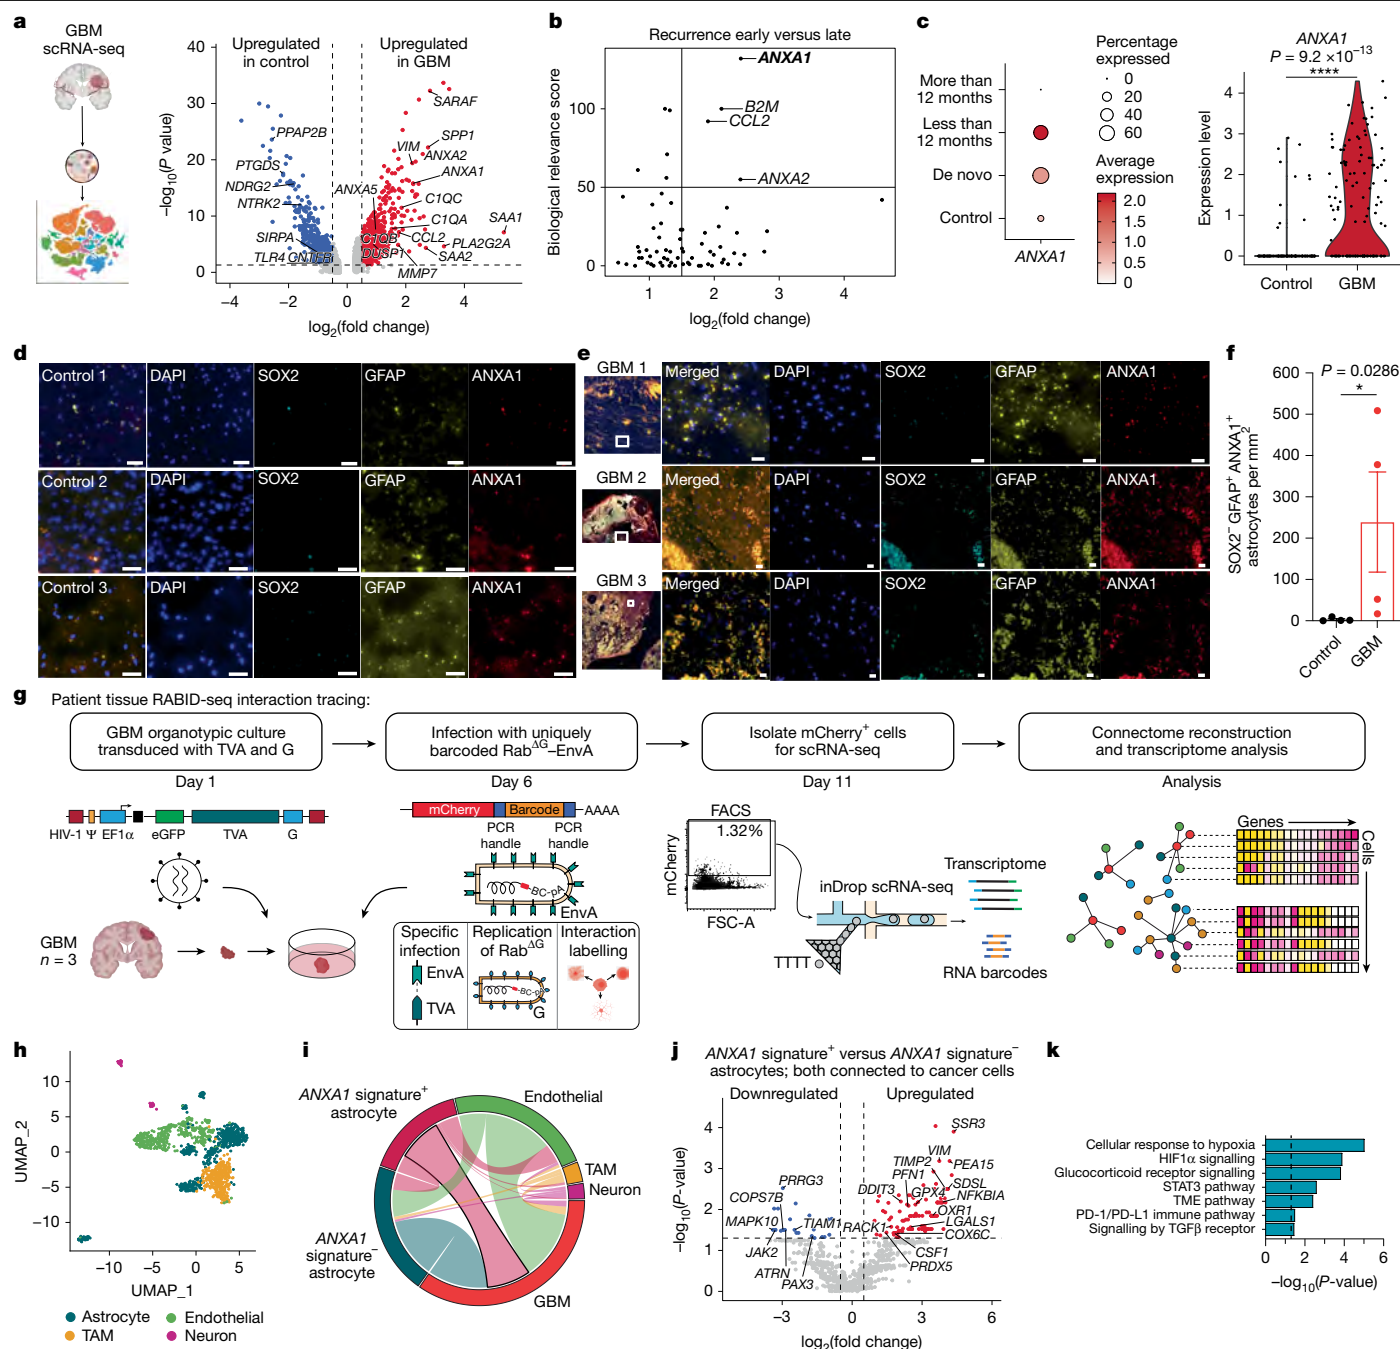 a
GBM
scRNA-seq
Upregulated
in control
Upregulated
in GBM
–log10(P value)
40
30
20
10
0
SARAF
PPAP2B
SPP1
VIM
ANXA2
PTGDS
ANXA1
NDRG2
ANXA5
C1QC
NTRK2
C1QA
SAA1
SIRPA
C1QB
CCL2
PLA2G2A
TLR4
CNTFR
DUSP1
SAA2
MMP7
–4
–2
0
2
4
log2(fold change)
b
Recurrence early versus late
Biological relevance score
100
50
0
ANXA1
B2M
CCL2
ANXA2
1
2
3
4
log2(fold change)
c
More than
12 months
Less than
12 months
De novo
Control
ANXA1
Percentage
expressed
0
20
40
60
Average
expression
2.0
1.5
1.0
0.5
0
ANXA1
P = 9.2 ×10–13
****
Expression level
4
3
2
1
0
Control
GBM
d
Control 1
DAPI
SOX2
GFAP
ANXA1
Control 2
DAPI
SOX2
GFAP
ANXA1
Control 3
DAPI
SOX2
GFAP
ANXA1
e
GBM 1
Merged
DAPI
SOX2
GFAP
ANXA1
GBM 2
Merged
DAPI
SOX2
GFAP
ANXA1
GBM 3
Merged
DAPI
SOX2
GFAP
ANXA1
f
P = 0.0286
*
SOX2– GFAP+ ANXA1+
astrocytes per mm2
600
500
400
300
200
100
0
Control
GBM
g
Patient tissue RABID-seq interaction tracing:
GBM organotypic culture
transduced with TVA and G
Day 1
Infection with uniquely
barcoded RabΔG–EnvA
Day 6
Isolate mCherry+ cells
for scRNA-seq
Day 11
Connectome reconstruction
and transcriptome analysis
Analysis
HIV-1
Ψ
EF1α
eGFP
TVA
G
GBM
n = 3
mCherry
Barcode
AAAA
PCR
handle
PCR
handle
BC-pA
EnvA
Specific
infection
EnvA
TVA
Replication
of RabΔG
BC-pA
G
Interaction
labelling
FACS
1.32%
mCherry
FSC-A
inDrop scRNA-seq
TTTT
Transcriptome
RNA barcodes
Genes
Cells
h
UMAP_2
10
5
0
–5
–10
–10
–5
0
5
UMAP_1
Astrocyte
Endothelial
TAM
Neuron
i
ANXA1 signature+
astrocyte
Endothelial
TAM
Neuron
ANXA1
signature–
astrocyte
GBM
j
ANXA1 signature+ versus ANXA1 signature–
astrocytes; both connected to cancer cells
Downregulated
Upregulated
–log10(P-value)
4
3
2
1
0
SSR3
VIM
TIMP2
PEA15
PFN1
PRRG3
SDSL
DDIT3
GPX4
NFKBIA
COPS7B
OXR1
MAPK10
TIAM1
RACK1
LGALS1
COX6C
JAK2
CSF1
ATRN
PRDX5
PAX3
–3
0
3
6
log2(fold change)
k
Cellular response to hypoxia
HIF1α signalling
Glucocorticoid receptor signalling
STAT3 pathway
TME pathway
PD-1/PD-L1 immune pathway
Signalling by TGFβ receptor
0
2
4
6
–log10(P-value)